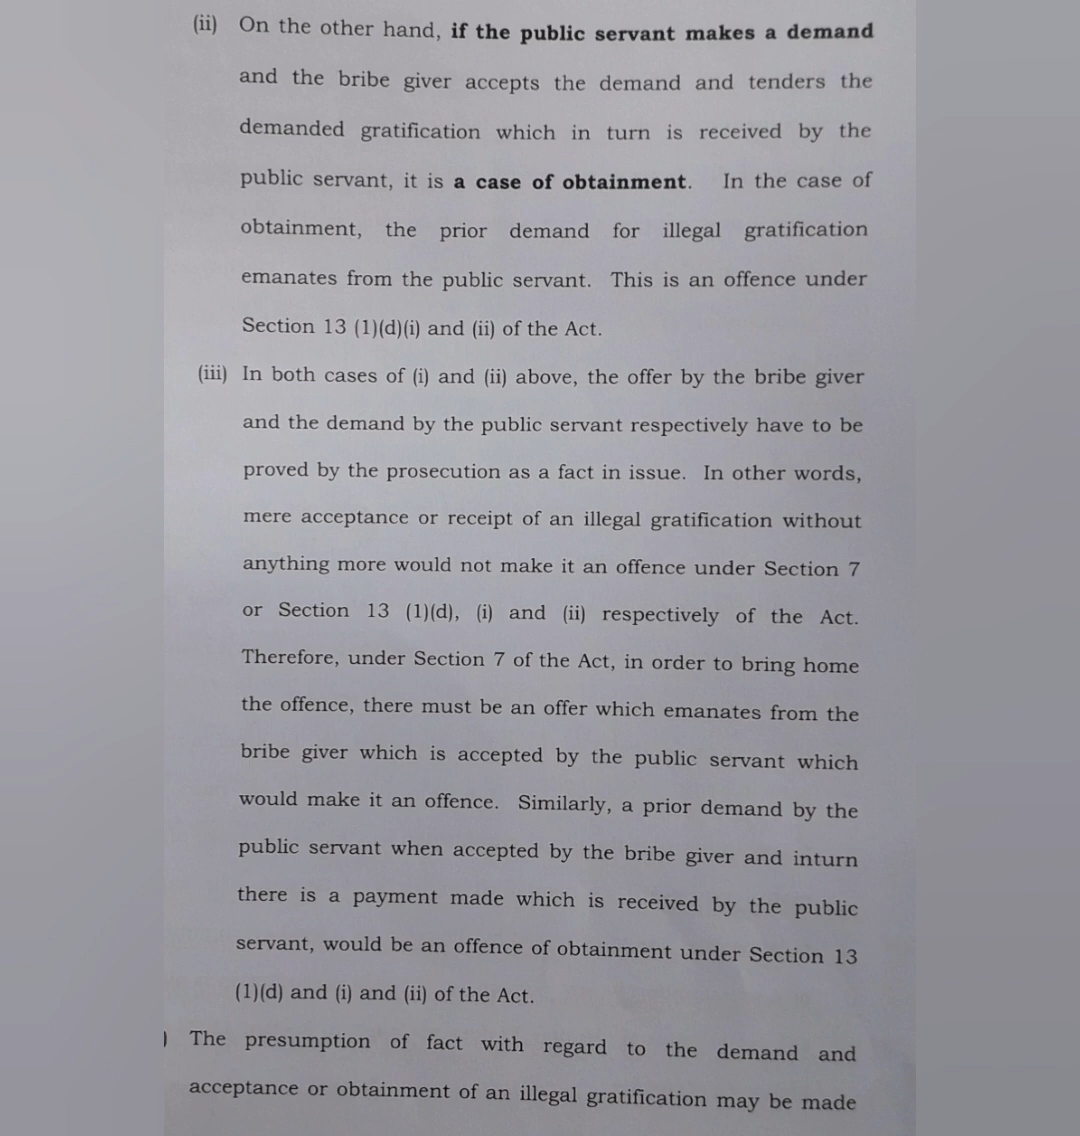 (ii) On the other hand, if the public servant makes a demand
and the bribe giver accepts the demand and tenders the
demanded gratification which in turn is received by the
public servant, it is a case of obtainment. In the case of
obtainment, the prior demand for illegal gratification
emanates from the public servant. This is an offence under
Section 13 (1)(d)(i) and (ii) of the Act.
(iii) In both cases of (i) and (ii) above, the offer by the bribe giver
and the demand by the public servant respectively have to be
proved by the prosecution as a fact in issue. In other words,
mere acceptance or receipt of an illegal gratification without
anything more would not make it an offence under Section 7
or Section 13 (1)(d), (i) and (ii) respectively of the Act.
Therefore, under Section 7 of the Act, in order to bring home
the offence, there must be an offer which emanates from the
bribe giver which is accepted by the public servant which
would make it an offence. Similarly, a prior demand by the
public servant when accepted by the bribe giver and inturn
there is a payment made which is received by the public
servant, would be an offence of obtainment under Section 13
(1)(d) and (i) and (ii) of the Act.
) The presumption of fact with regard to the demand and
acceptance or obtainment of an illegal gratification may be made